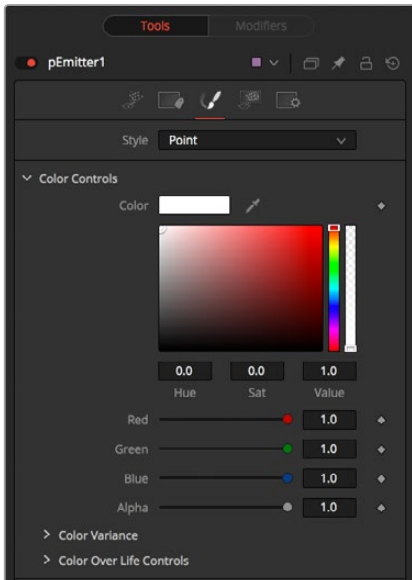 Tools Modifiers
pEmitter1
Style Point
Color Controls
Color
0.0 0.0 1.0
Hue Sat Value
Red 1.0
Green 1.0
Blue 1.0
Alpha 1.0
Color Variance
Color Over Life Controls